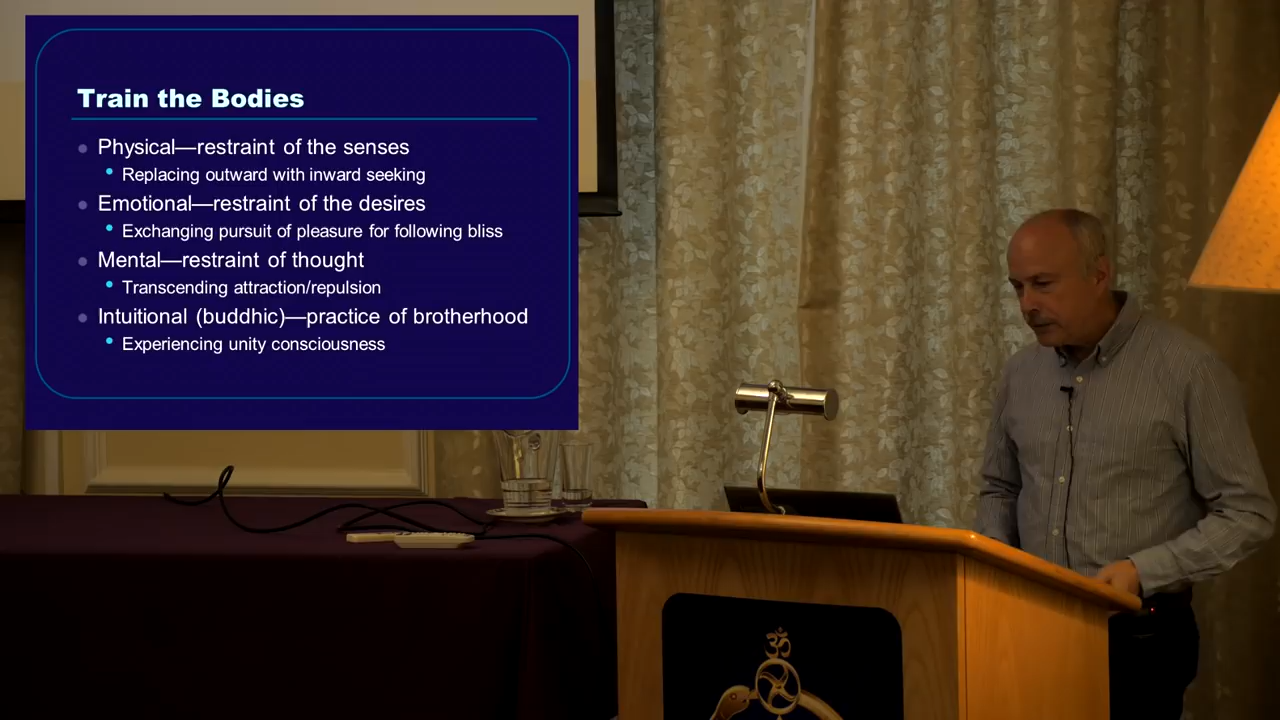 Train the Bodies
Physical—restraint of the senses
Replacing outward with inward seeking
Emotional—restraint of the desires
Exchanging pursuit of pleasure for following bliss
Mental—restraint of thought
Transcending attraction/repulsion
Intuitional (buddhic)—practice of brotherhood
Experiencing unity consciousness
ॐ